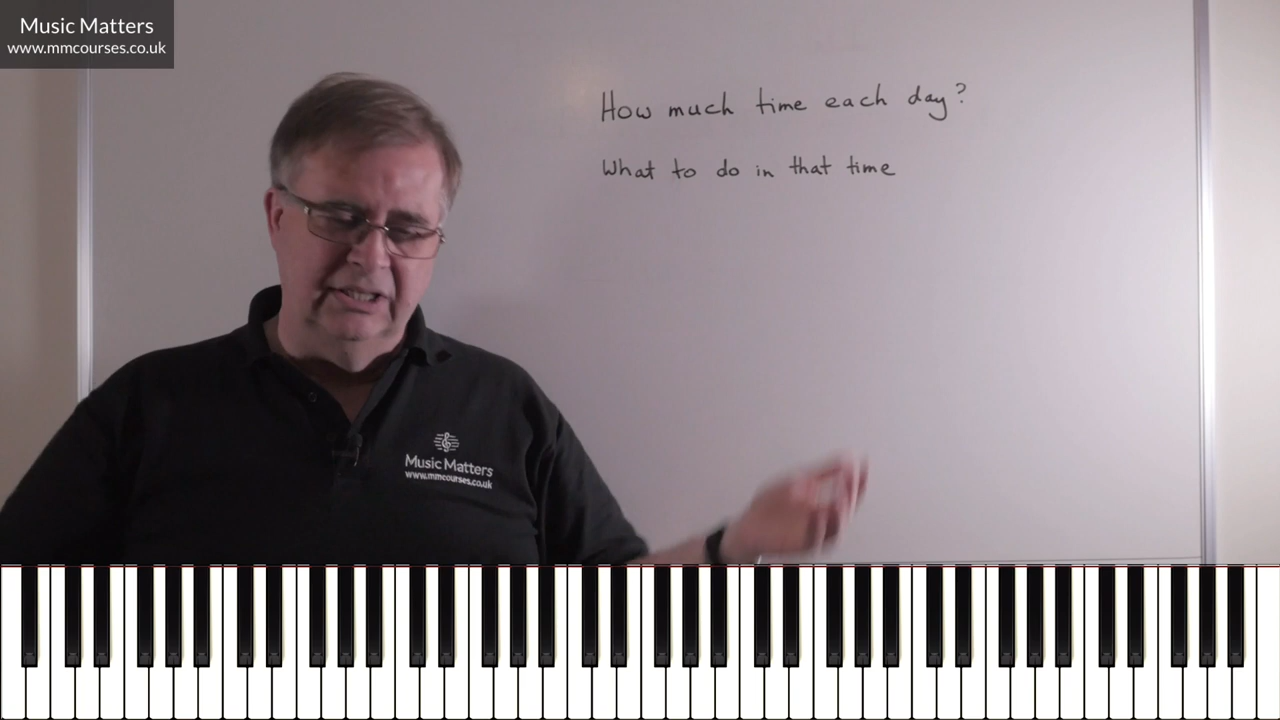 Music Matters
www.mmcourses.co.uk
How much time each day?
What to do in that time
Music Matters
www.mmcourses.co.uk